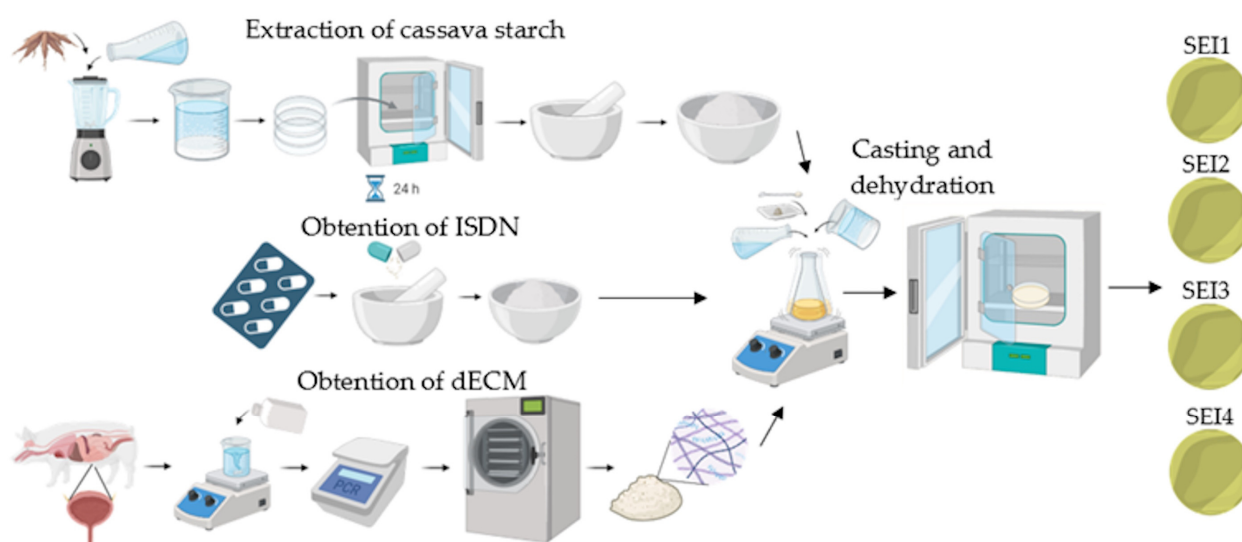 Extraction of cassava starch
24 h
Obtention of ISDN
Obtention of dECM
PCR
Casting and
dehydration
SEI1
SEI2
SEI3
SEI4